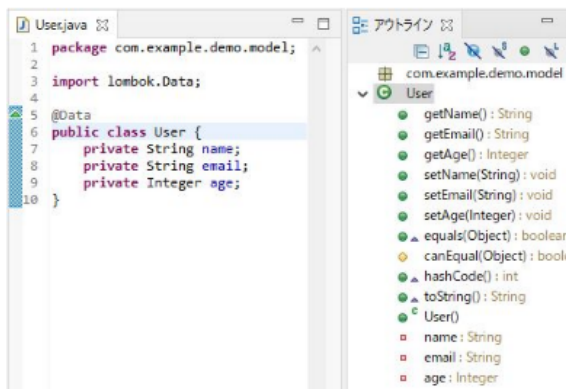 User.java
1 package com.example.demo.model;
2
3 import lombok.Data;
4
5 @Data
6 public class User {
7 private String name;
8 private String email;
9 private Integer age;
10 }
アウトライン
com.example.demo.model
User
getName() : String
getEmail() : String
getAge() : Integer
setName(String) : void
setEmail(String) : void
setAge(Integer) : void
equals(Object) : boolean
canEqual(Object) : bool
hashCode() : int
toString() : String
User()
name : String
email : String
age : Integer